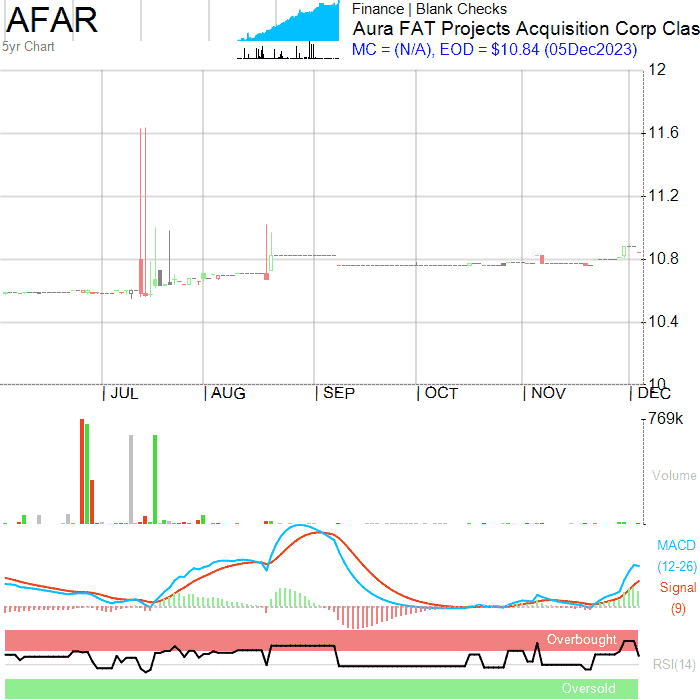 AFAR
5yr Chart
Finance | Blank Checks
Aura FAT Projects Acquisition Corp Clas
MC = (N/A), EOD = $10.84 (05Dec2023)
12
11.6
11.2
10.8
10.4
10
JUL AUG SEP OCT NOV DEC
769k
Volume
MACD
(12-26)
Signal
(9)
Overbought
RSI(14)
Oversold